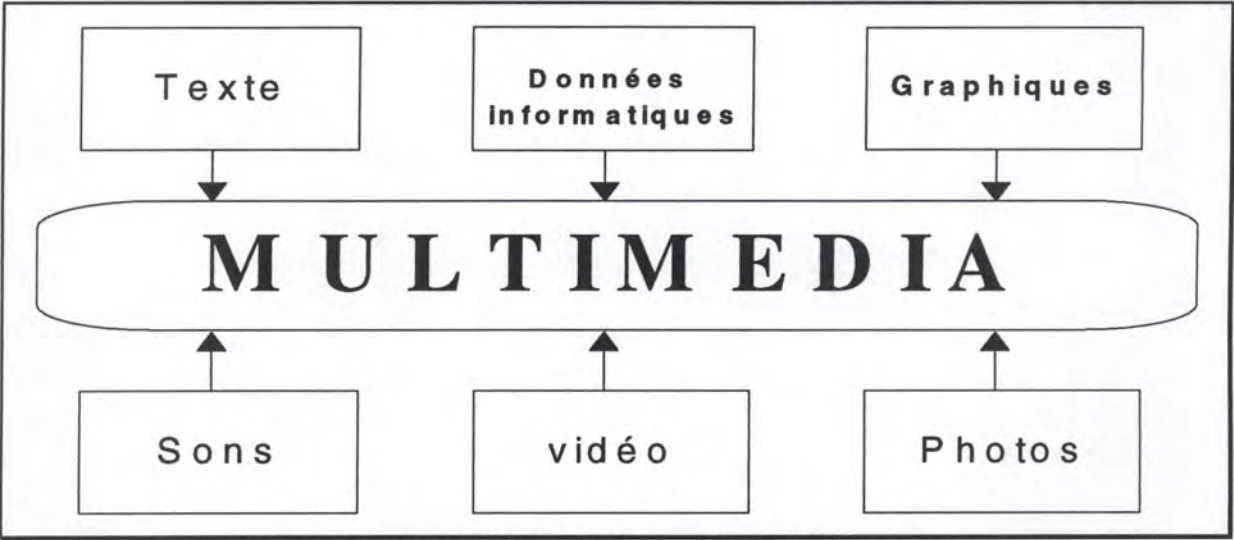 Texte
Données
informatiques
Graphiques
MULTIMEDIA
Sons
vidéo
Photos